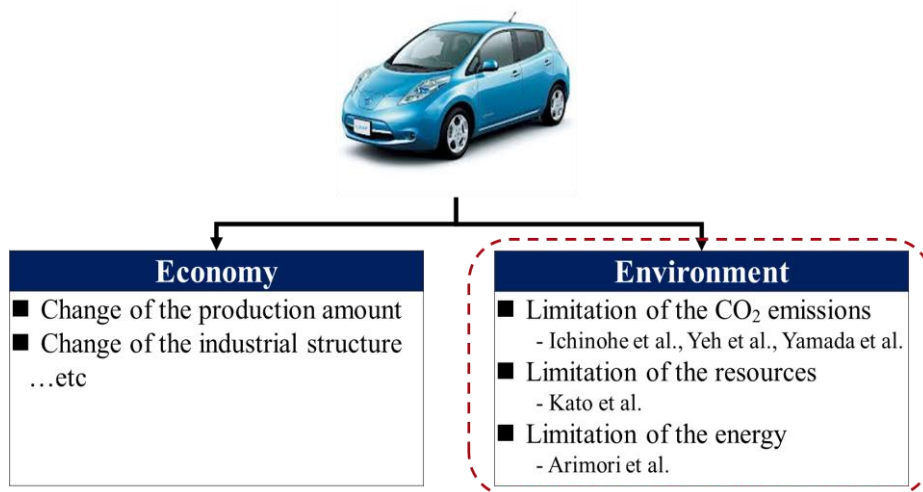 Economy
■ Change of the production amount
■ Change of the industrial structure
…etc
Environment
■ Limitation of the CO₂ emissions
- Ichinohe et al., Yeh et al., Yamada et al.
■ Limitation of the resources
- Kato et al.
■ Limitation of the energy
- Arimori et al.